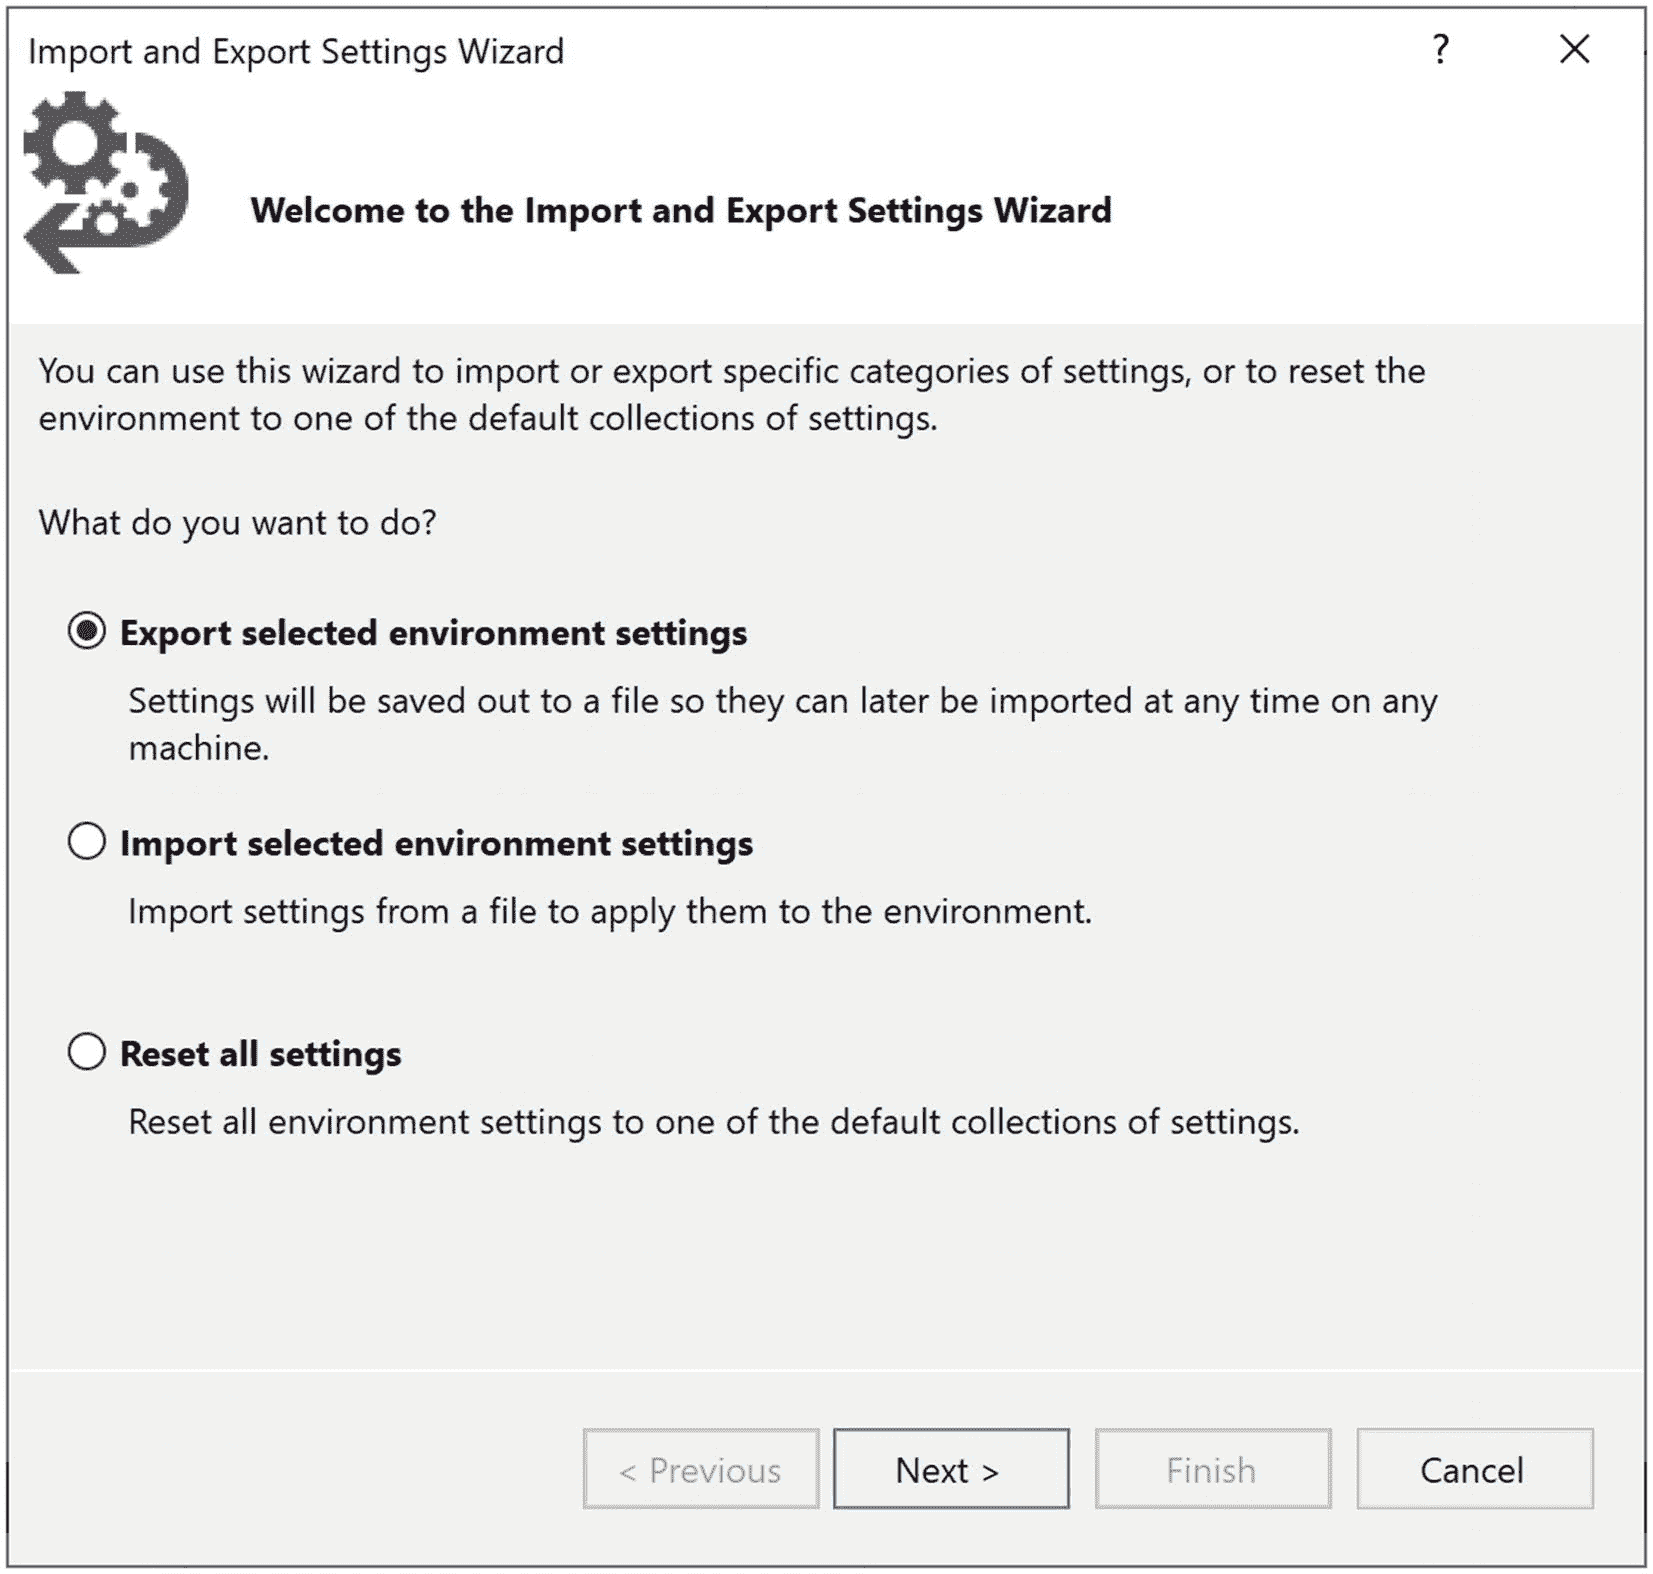 Import and Export Settings Wizard ?
Welcome to the Import and Export Settings Wizard
You can use this wizard to import or export specific categories of settings, or to reset the
environment to one of the default collections of settings.
What do you want to do?
Export selected environment settings
Settings will be saved out to a file so they can later be imported at any time on any
machine.
Import selected environment settings
Import settings from a file to apply them to the environment.
Reset all settings
Reset all environment settings to one of the default collections of settings.
< Previous Next > Finish Cancel